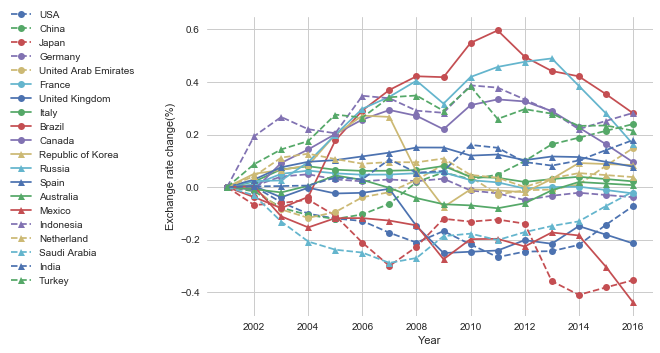 USA
China
Japan
Germany
United Arab Emirates
France
United Kingdom
Italy
Brazil
Canada
Republic of Korea
Russia
Spain
Australia
Mexico
Indonesia
Netherland
Saudi Arabia
India
Turkey
Exchange rate change(%)
0.6
0.4
0.2
0.0
−0.2
−0.4
2002 2004 2006 2008 2010 2012 2014 2016
Year